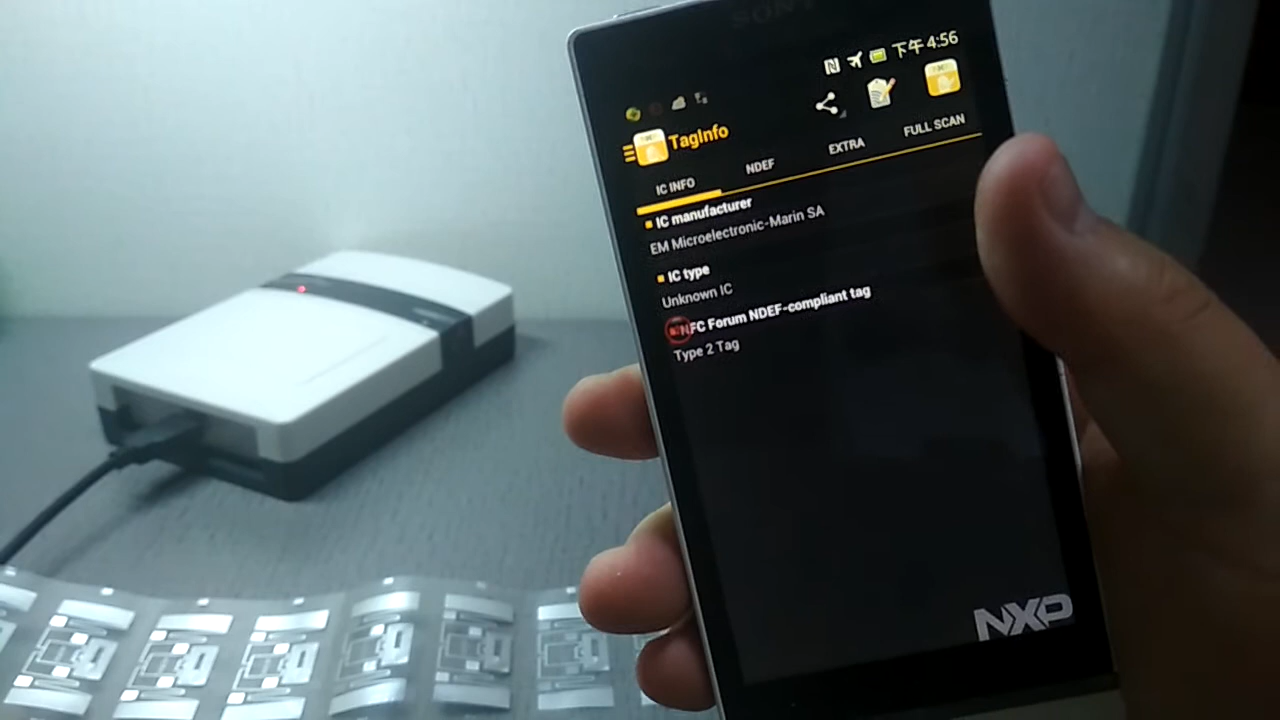 SONY
下午 4:56
TagInfo
IC INFO
NDEF
EXTRA
FULL SCAN
IC manufacturer
EM Microelectronic-Marin SA
IC type
Unknown IC
NFC Forum NDEF-compliant tag
Type 2 Tag
NXP